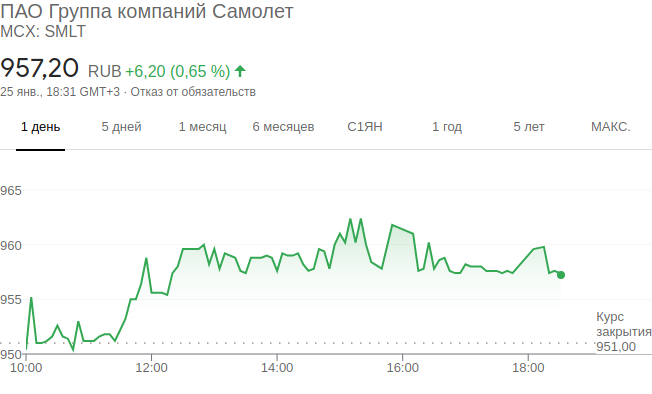 ПАО Группа компаний Самолет
MCX: SMLT
957,20 RUB +6,20 (0,65 %)
25 янв., 18:31 GMT+3 · Отказ от обязательств
1 день 5 дней 1 месяц 6 месяцев С1ЯН 1 год 5 лет МАКС.
965
960
955
Курс
закрытия
951,00
950
10:00 12:00 14:00 16:00 18:00